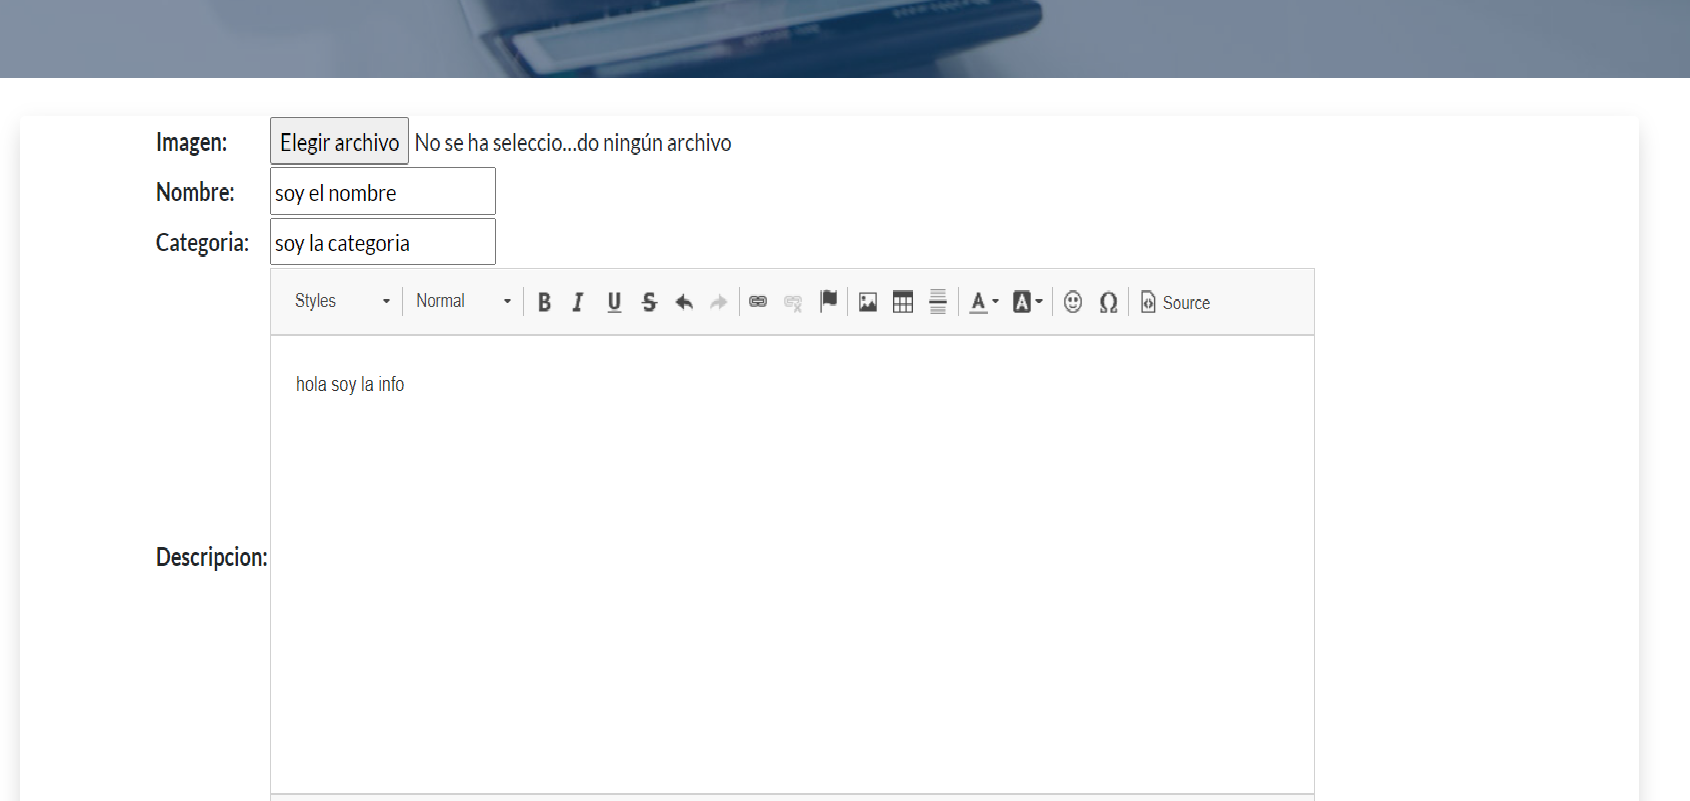 Imagen: Elegir archivo No se ha seleccio...do ningún archivo
Nombre: soy el nombre
Categoria: soy la categoria
Styles Normal B I U S A A Ω Source
hola soy la info
Descripcion: